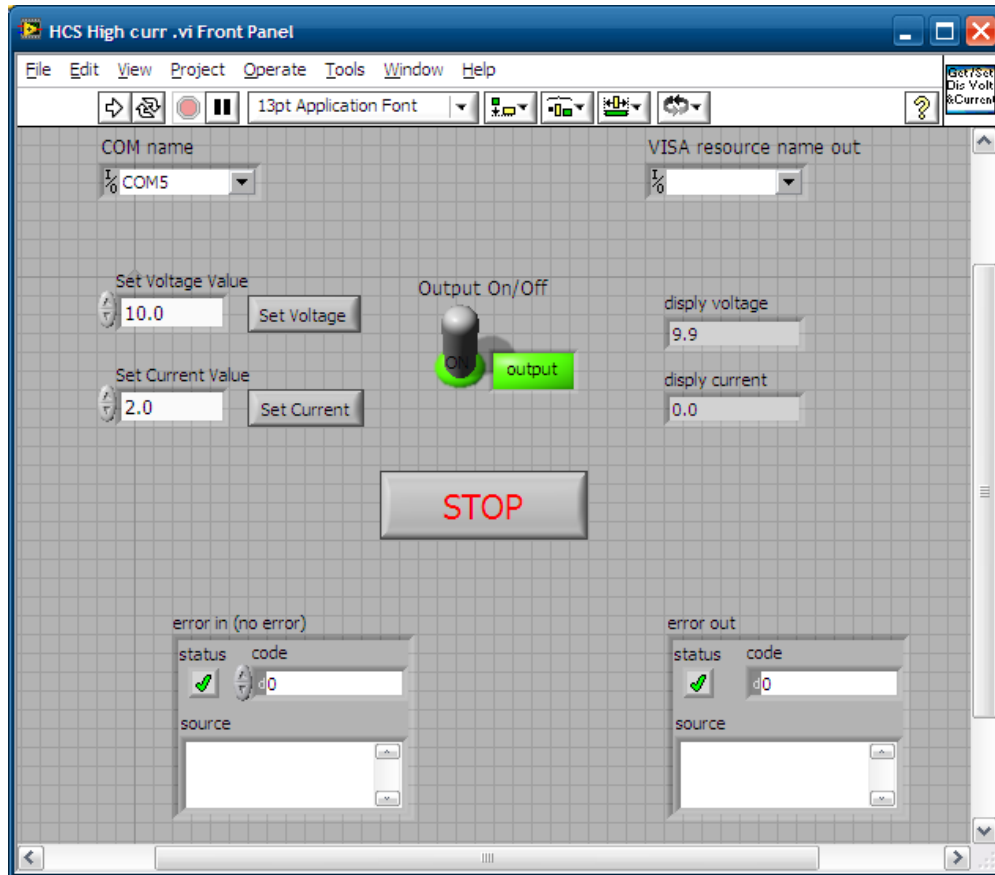 HCS High curr .vi Front Panel
File Edit View Project Operate Tools Window Help
Get/Set
Dis Volt
&Current
13pt Application Font
?
COM name
VISA resource name out
I/O COM5
I/O
Set Voltage Value
10.0
Set Voltage
Output On/Off
disply voltage
9.9
ON
output
Set Current Value
2.0
Set Current
disply current
0.0
STOP
error in (no error)
error out
status code
d0
source
status code
d0
source